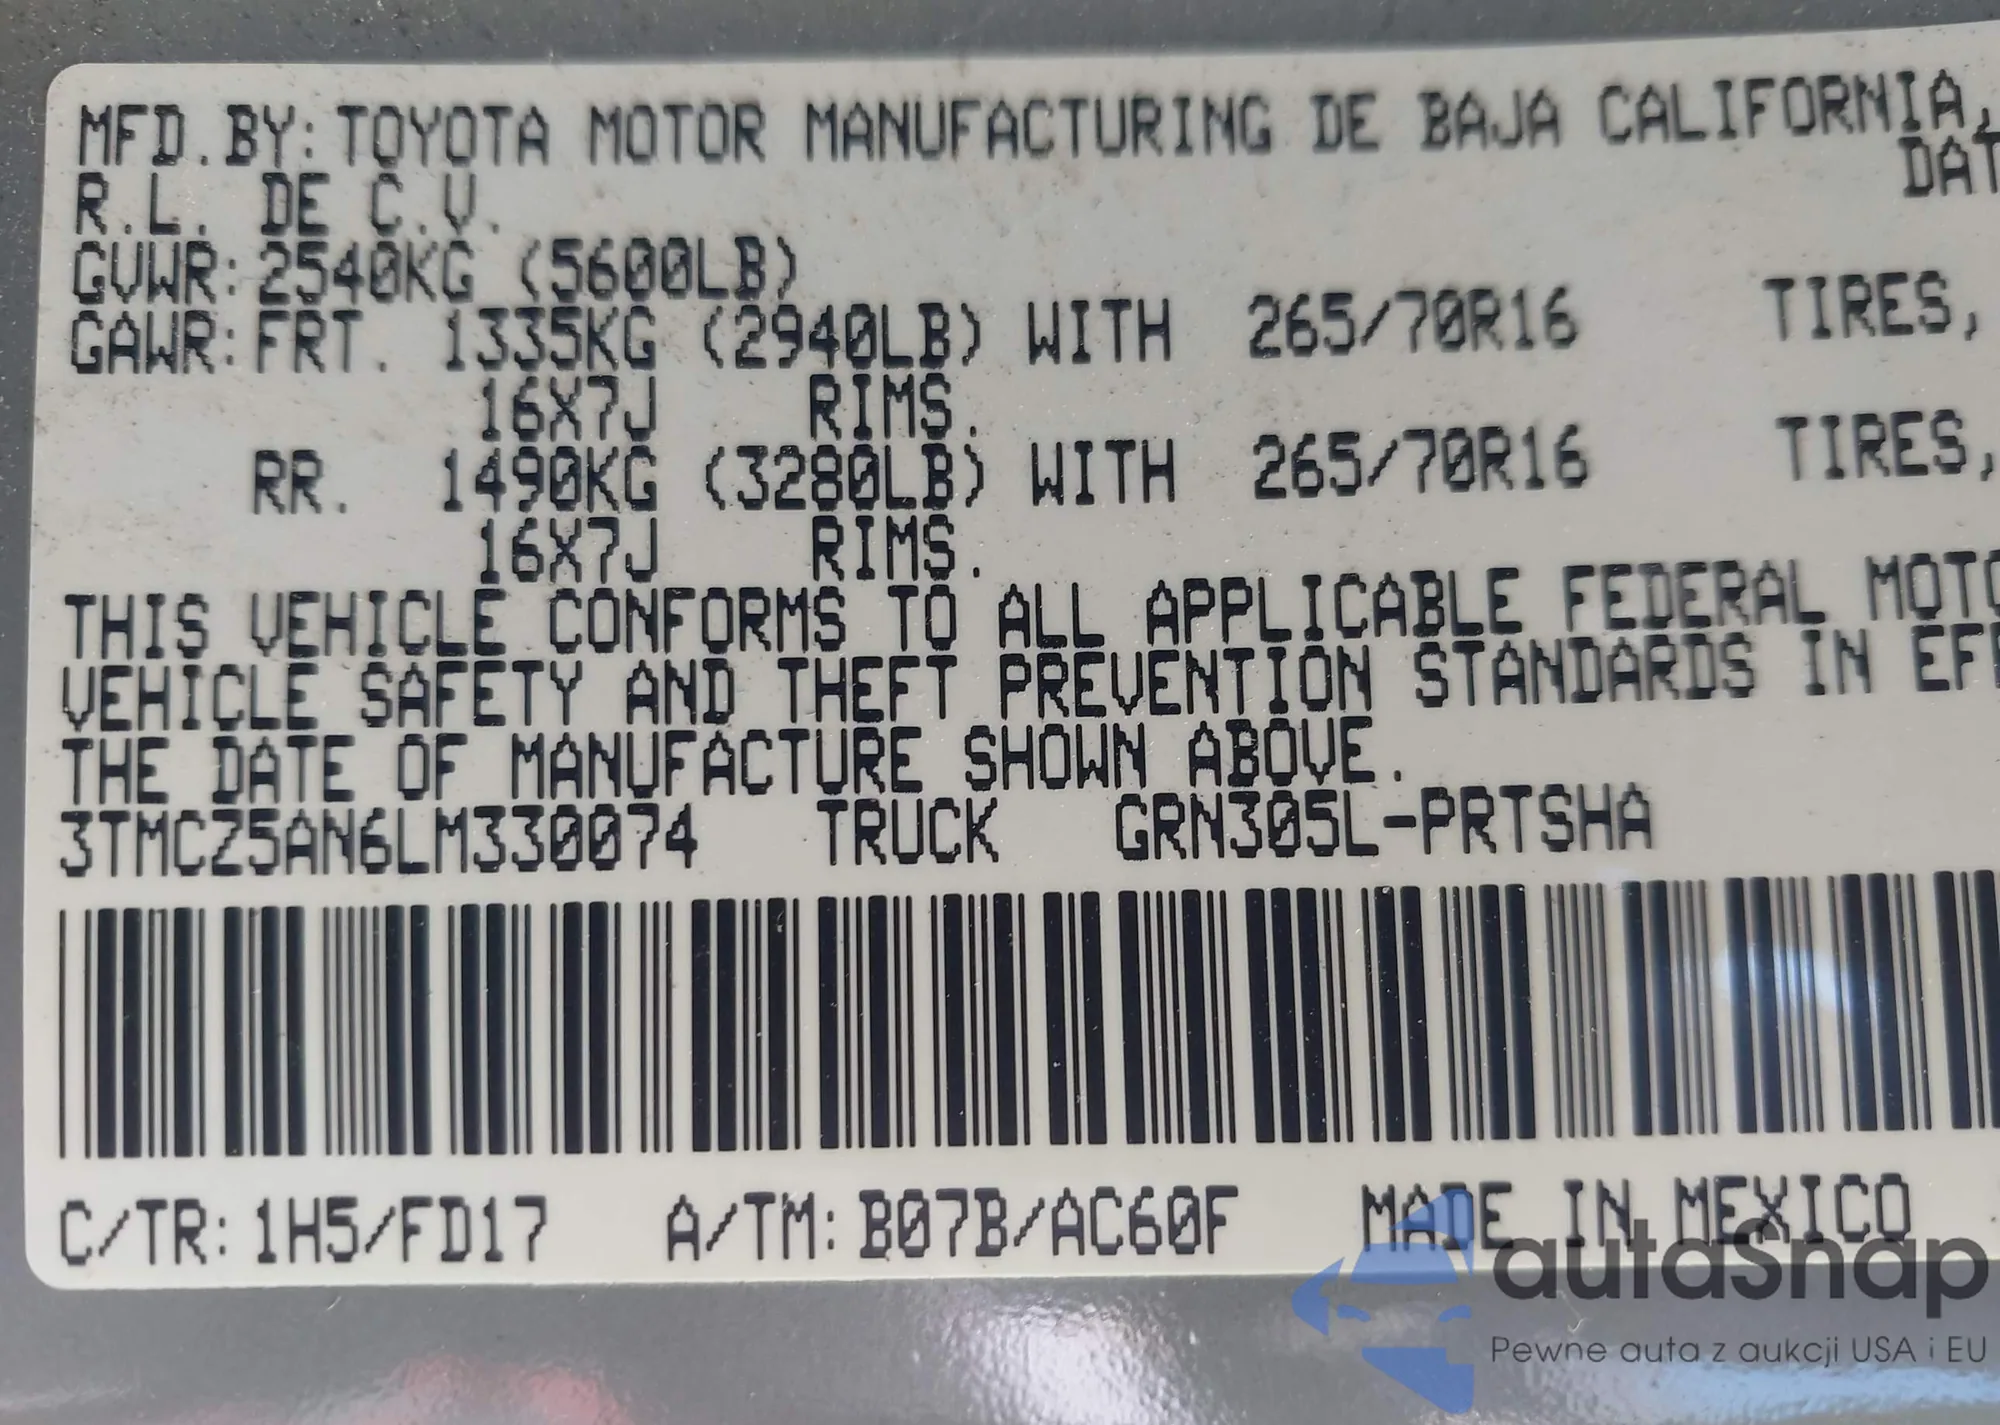 MFD.BY: TOYOTA MOTOR MANUFACTURING DE BAJA CALIFORNIA,
DAT
R.L. DE C.V.
GVWR: 2540KG (5600LB)
GAWR: FRT. 1335KG (2940LB) WITH 265/70R16 TIRES,
16X7J RIMS.
RR. 1490KG (3280LB) WITH 265/70R16 TIRES,
16X7J RIMS.
THIS VEHICLE CONFORMS TO ALL APPLICABLE FEDERAL MOTO
VEHICLE SAFETY AND THEFT PREVENTION STANDARDS IN EFF
THE DATE OF MANUFACTURE SHOWN ABOVE.
3TMCZ5AN6LM330074 TRUCK GRN305L-PRTSHA
C/TR: 1H5/FD17 A/TM: B07B/AC60F MADE IN MEXICO
autaSnap
Pewne auta z aukcji USA i EU